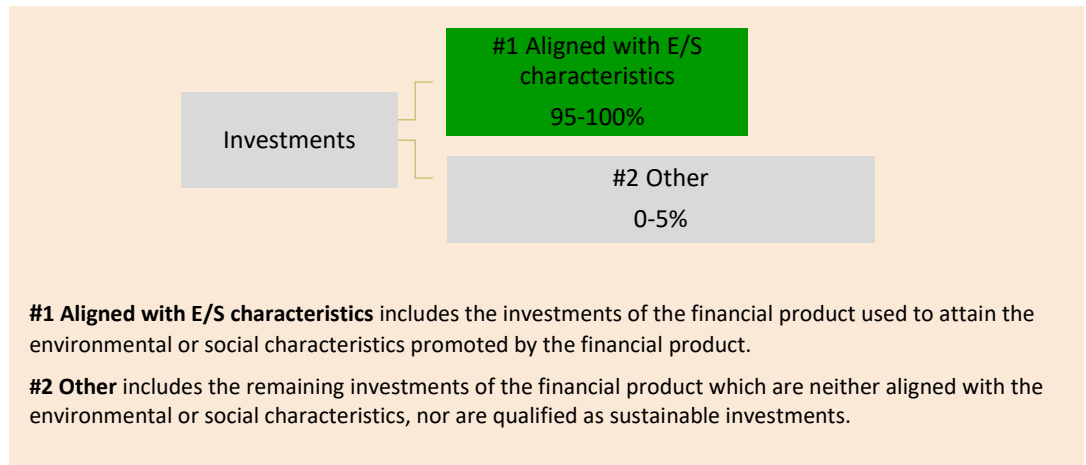 #1 Aligned with E/S
characteristics
95-100%
Investments
#2 Other
0-5%
#1 Aligned with E/S characteristics includes the investments of the financial product used to attain the
environmental or social characteristics promoted by the financial product.
#2 Other includes the remaining investments of the financial product which are neither aligned with the
environmental or social characteristics, nor are qualified as sustainable investments.